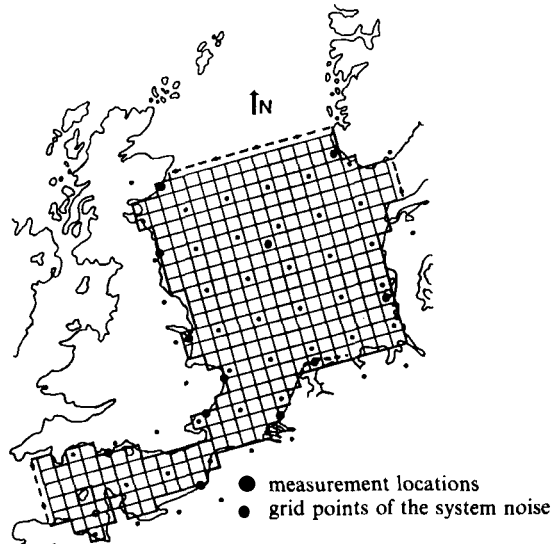 N
measurement locations
grid points of the system noise